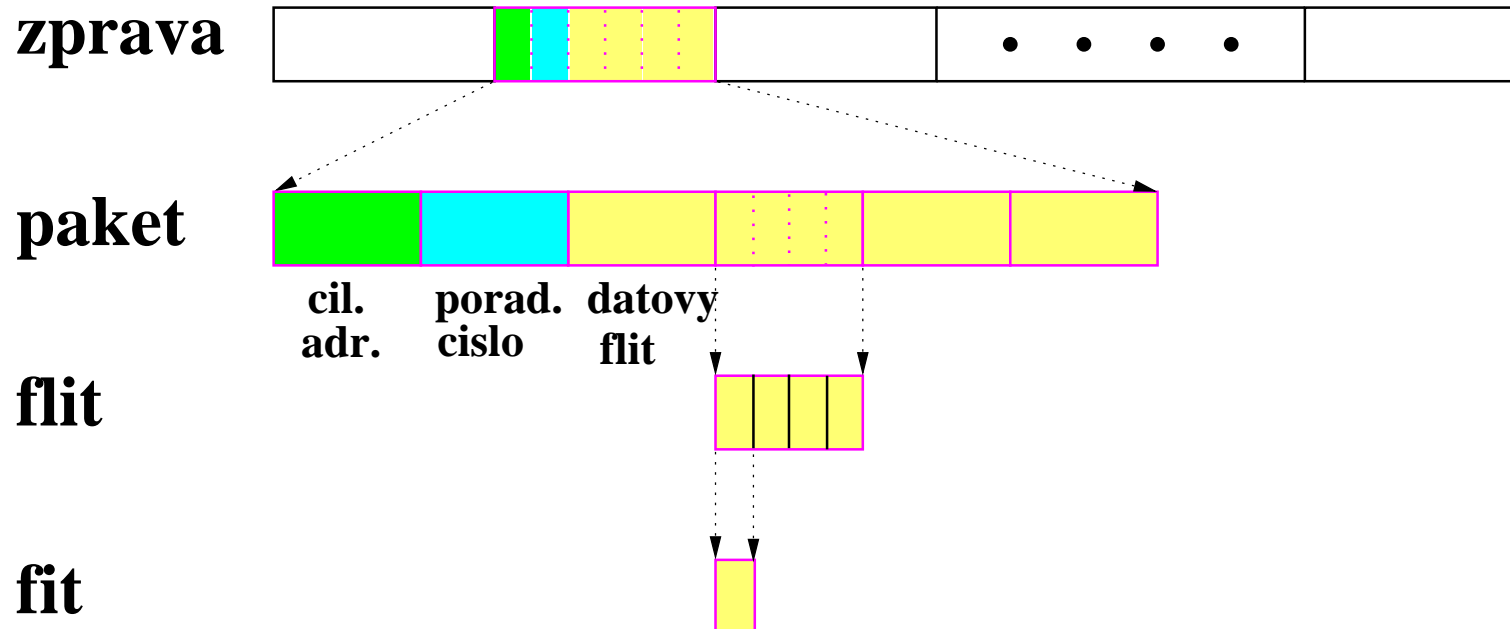 zprava
paket
cil. porad. datovy
adr. cislo flit
flit
fit